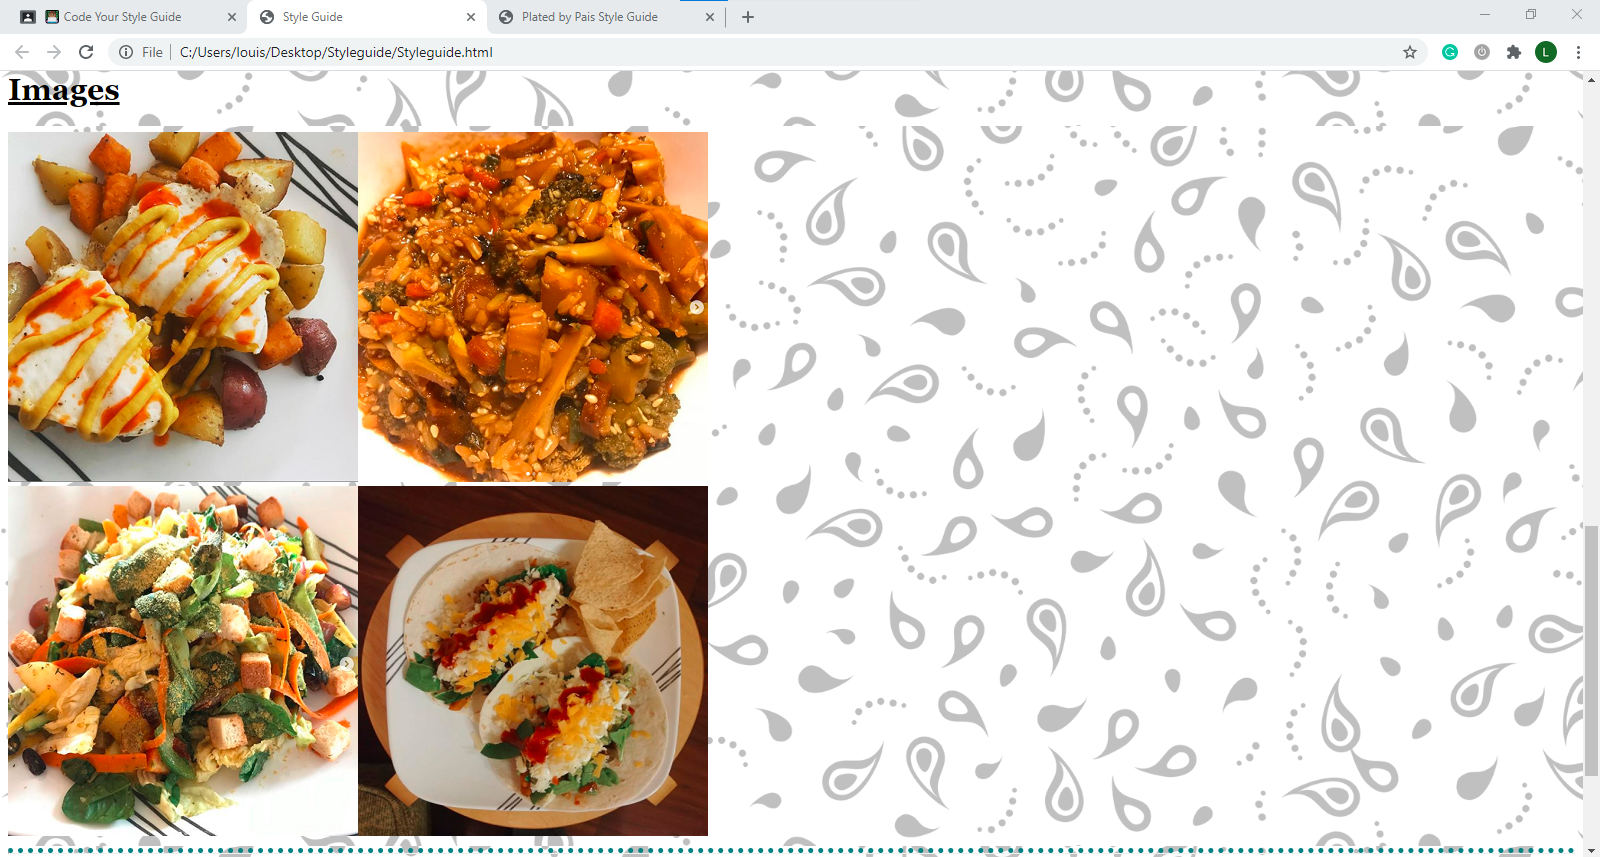 Code Your Style Guide
Style Guide
Plated by Pais Style Guide
File
C:/Users/louis/Desktop/Styleguide/Styleguide.html
L
Images